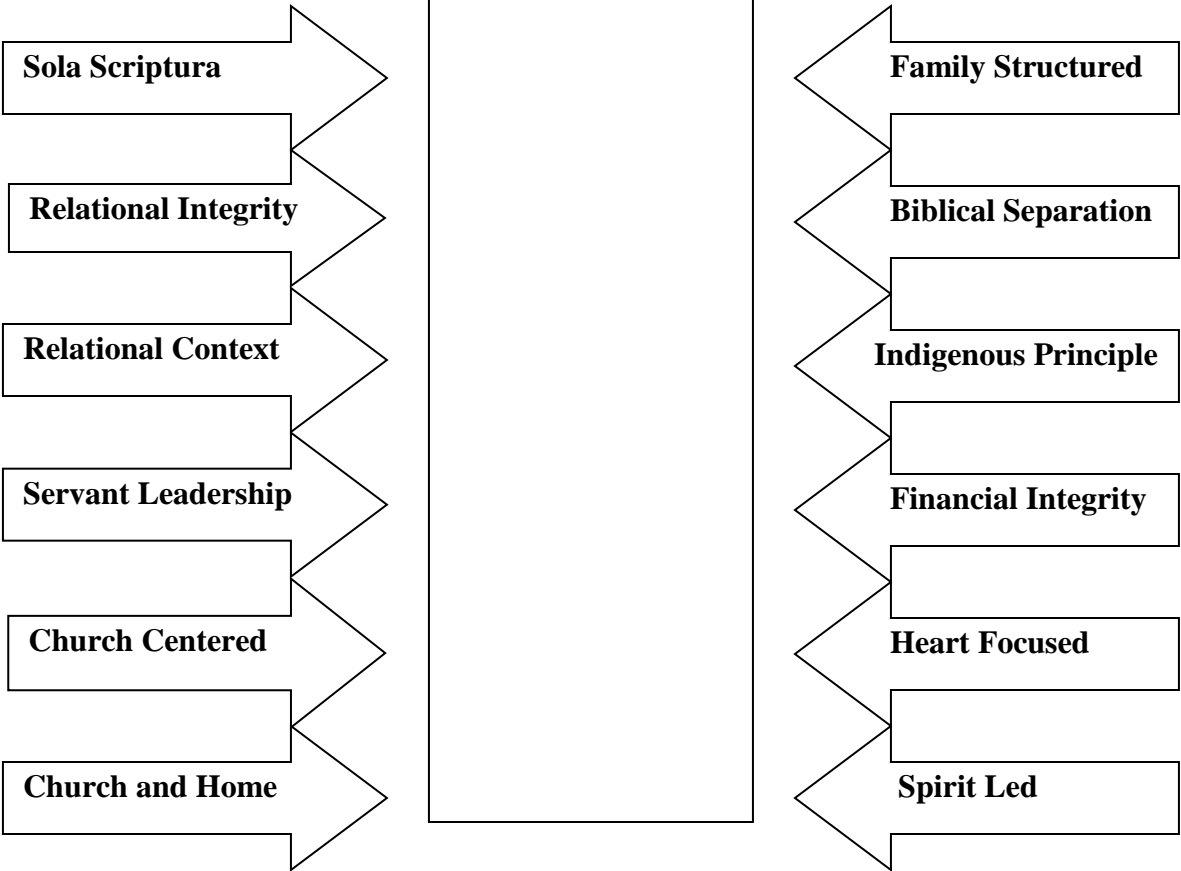 Sola Scriptura
Relational Integrity
Relational Context
Servant Leadership
Church Centered
Church and Home
Family Structured
Biblical Separation
Indigenous Principle
Financial Integrity
Heart Focused
Spirit Led